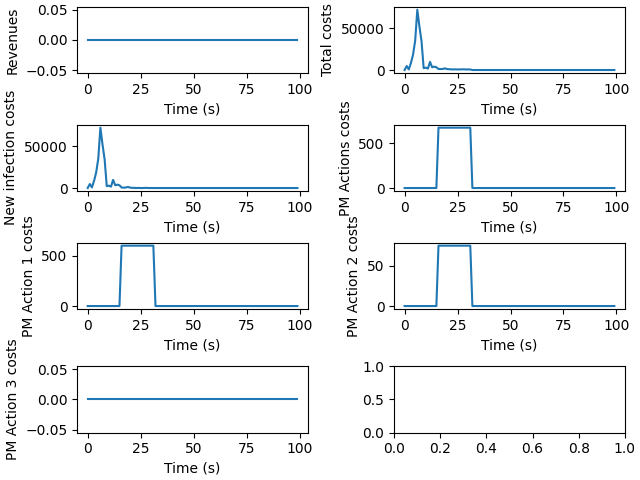 Revenues
0.05
0.00
−0.05
0 25 50 75 100
Time (s)
Total costs
50000
0
0 25 50 75 100
Time (s)
New infection costs
50000
0
0 25 50 75 100
Time (s)
PM Actions costs
500
0
0 25 50 75 100
Time (s)
PM Action 1 costs
500
0
0 25 50 75 100
Time (s)
PM Action 2 costs
50
0
0 25 50 75 100
Time (s)
PM Action 3 costs
0.05
0.00
−0.05
0 25 50 75 100
Time (s)
1.0
0.5
0.0
0.0 0.2 0.4 0.6 0.8 1.0